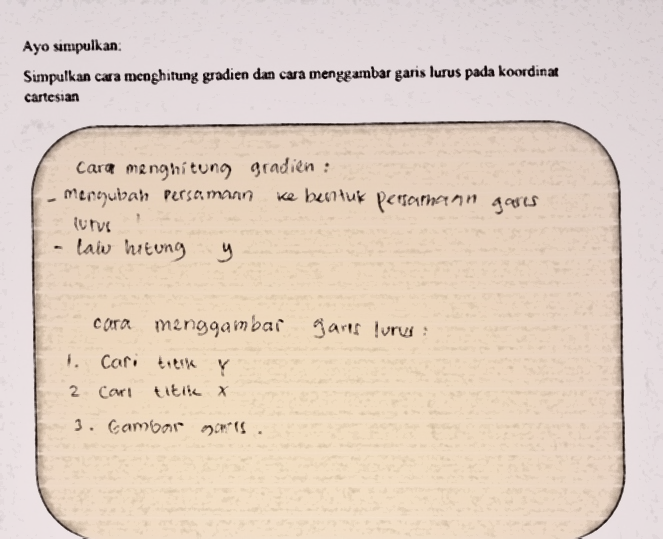 Ayo simpulkan:
Simpulkan cara menghitung gradien dan cara menggambar garis lurus pada koordinat
cartesian
Cara menghitung gradien :
- mengubah persamaan ke bentuk persamaan garis
lurus
- lalu hitung y
cara menggambar garis lurus :
1. Cari titik y
2 Cari titik x
3. Gambar garis .